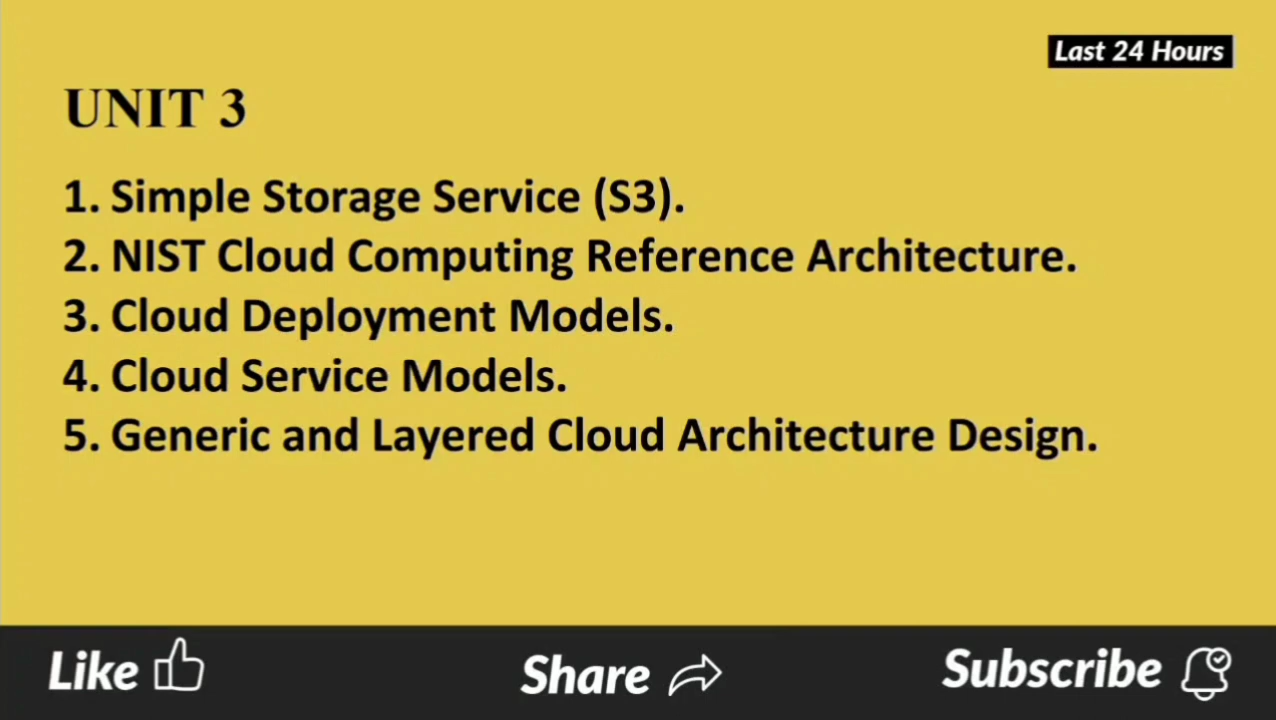 Last 24 Hours
UNIT 3
1. Simple Storage Service (S3).
2. NIST Cloud Computing Reference Architecture.
3. Cloud Deployment Models.
4. Cloud Service Models.
5. Generic and Layered Cloud Architecture Design.
Like
Share
Subscribe